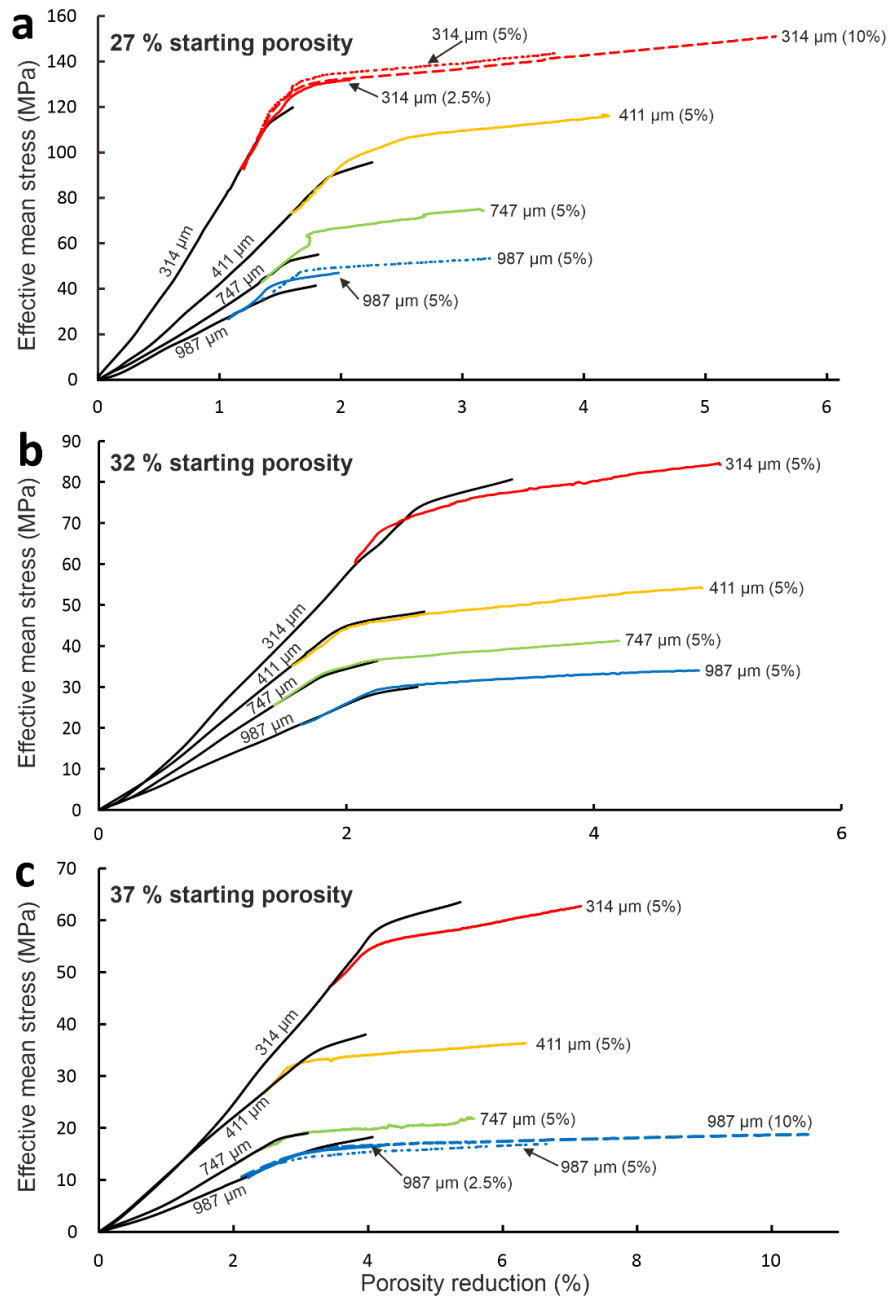 a
27 % starting porosity
Effective mean stress (MPa)
160
140
120
100
80
60
40
20
0
0
1
2
3
4
5
6
314 µm (5%)
314 µm (10%)
314 µm (2.5%)
411 µm (5%)
747 µm (5%)
987 µm (5%)
987 µm (5%)
314 µm
411 µm
747 µm
987 µm
b
32 % starting porosity
Effective mean stress (MPa)
90
80
70
60
50
40
30
20
10
0
0
2
4
6
314 µm (5%)
411 µm (5%)
747 µm (5%)
987 µm (5%)
314 µm
411 µm
747 µm
987 µm
c
37 % starting porosity
Effective mean stress (MPa)
70
60
50
40
30
20
10
0
0
2
4
6
8
10
314 µm (5%)
411 µm (5%)
747 µm (5%)
987 µm (10%)
987 µm (5%)
987 µm (2.5%)
314 µm
411 µm
747 µm
987 µm
Porosity reduction (%)